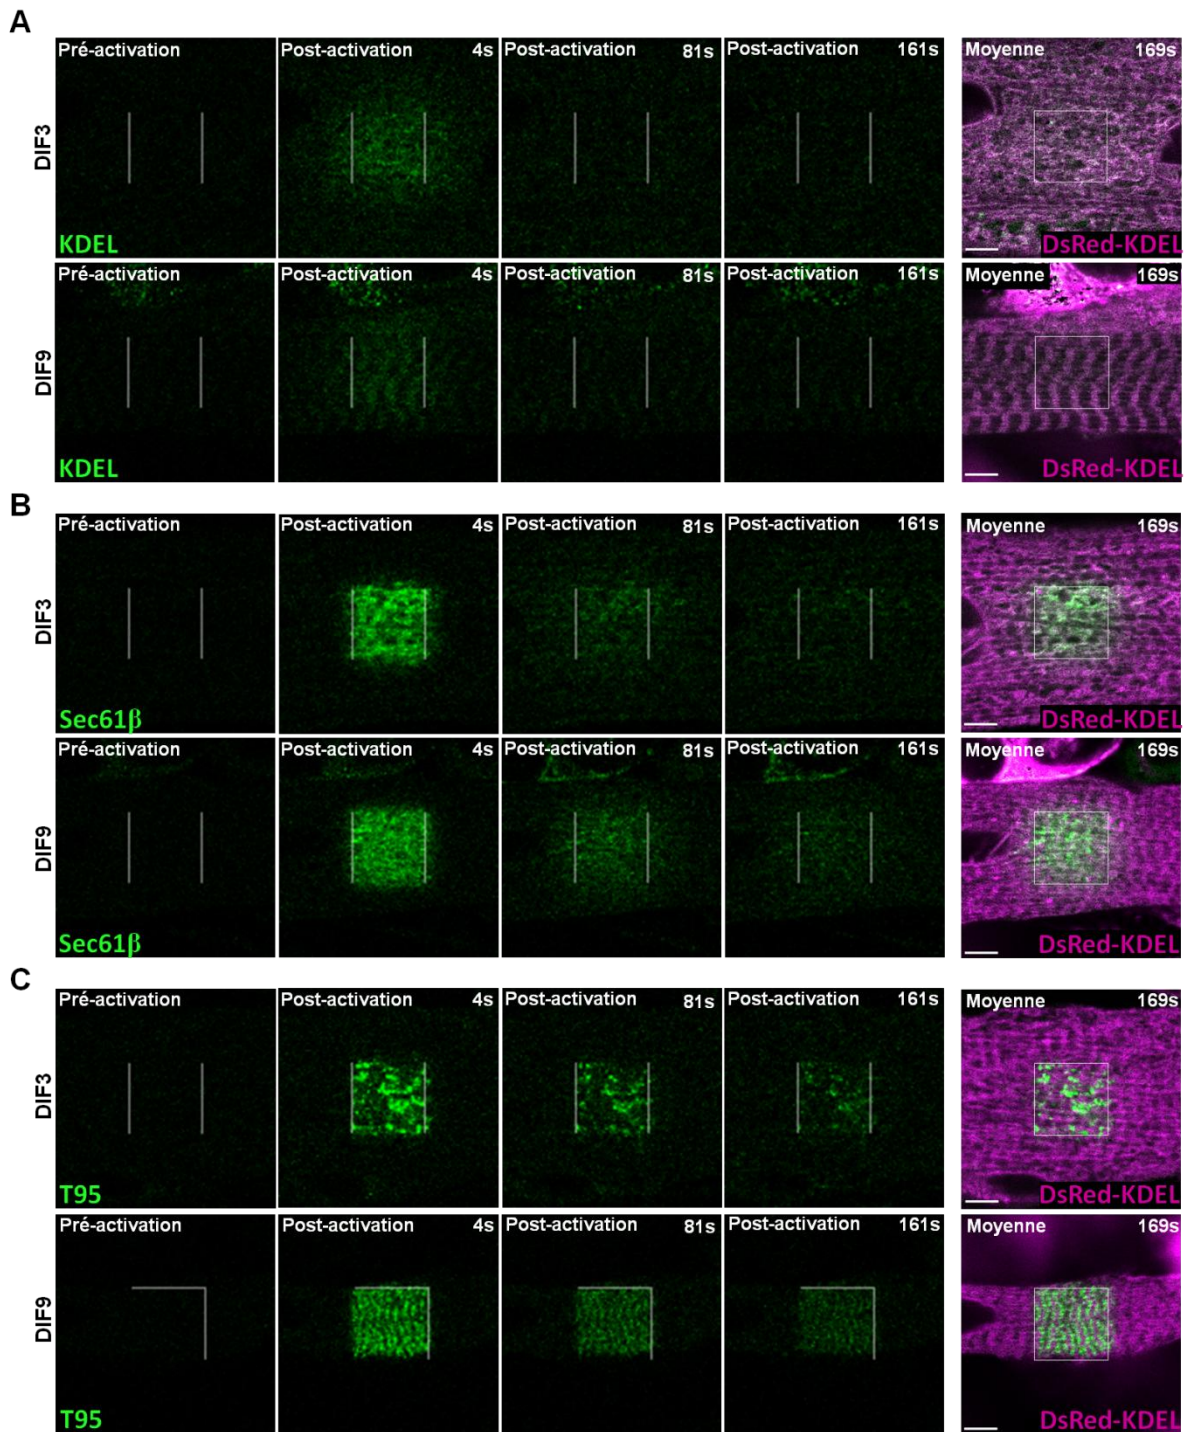 A
Pré-activation Post-activation 4s Post-activation 81s Post-activation 161s Moyenne 169s
DIF3
KDEL DsRed-KDEL
Pré-activation Post-activation 4s Post-activation 81s Post-activation 161s Moyenne 169s
DIF9
KDEL DsRed-KDEL
B
Pré-activation Post-activation 4s Post-activation 81s Post-activation 161s Moyenne 169s
DIF3
Sec61β DsRed-KDEL
Pré-activation Post-activation 4s Post-activation 81s Post-activation 161s Moyenne 169s
DIF9
Sec61β DsRed-KDEL
C
Pré-activation Post-activation 4s Post-activation 81s Post-activation 161s Moyenne 169s
DIF3
T95 DsRed-KDEL
Pré-activation Post-activation 4s Post-activation 81s Post-activation 161s Moyenne 169s
DIF9
T95 DsRed-KDEL